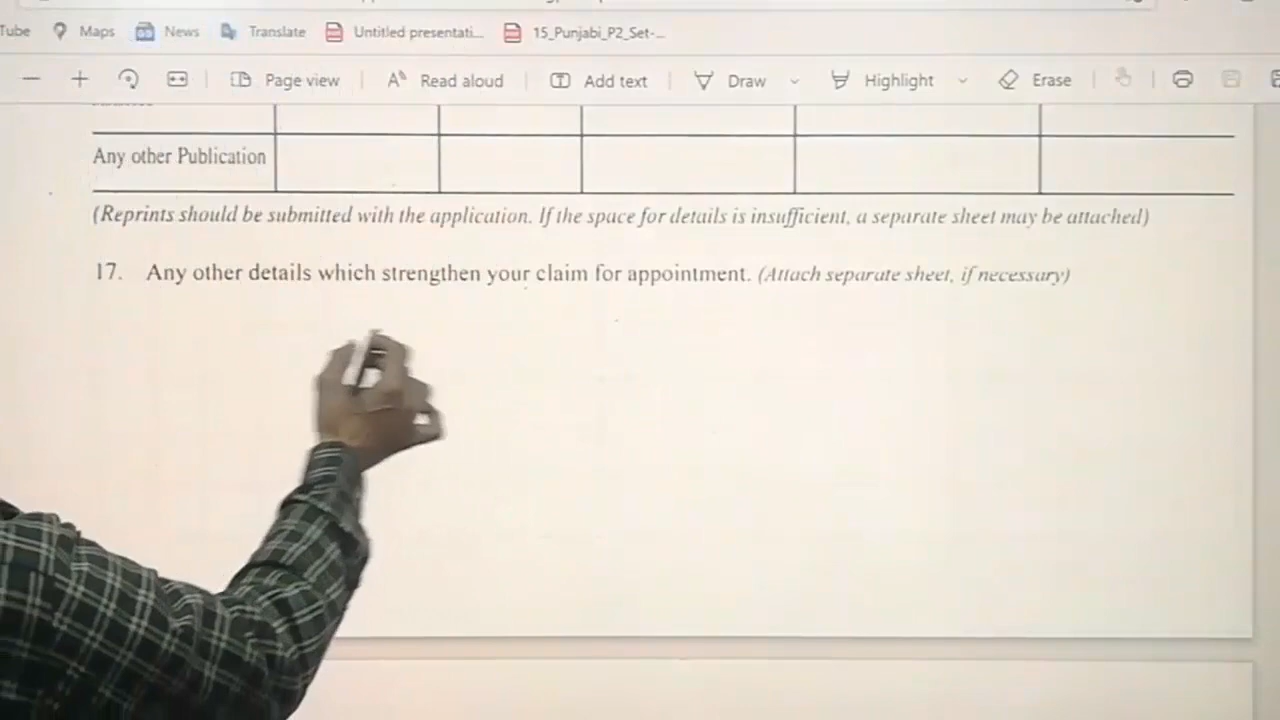 Tube Maps News Translate Untitled presentati... 15_Punjabi_P2_Set-...
Page view Read aloud Add text Draw Highlight Erase
Any other Publication
(Reprints should be submitted with the application. If the space for details is insufficient, a separate sheet may be attached)
17. Any other details which strengthen your claim for appointment. (Attach separate sheet, if necessary)